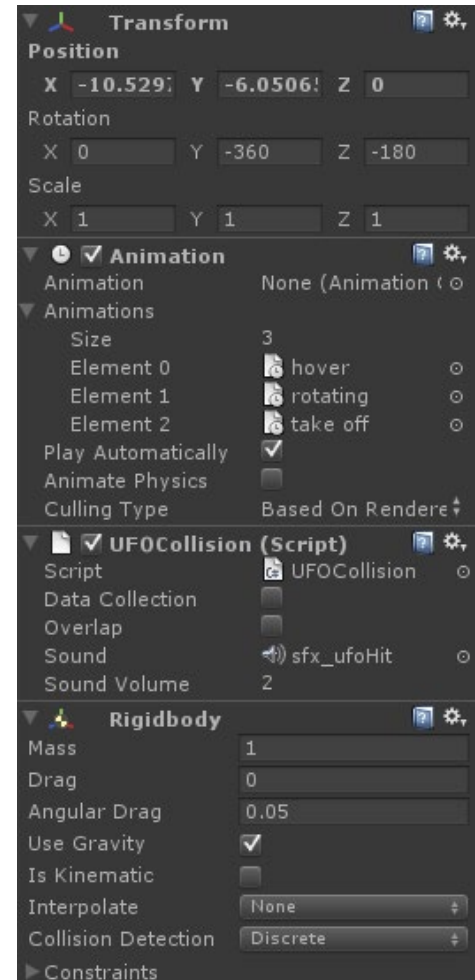 Transform
Position
X -10.529 Y -6.0506 Z 0
Rotation
X 0 Y -360 Z -180
Scale
X 1 Y 1 Z 1
Animation
Animation None (Animation
Animations
Size 3
Element 0 hover
Element 1 rotating
Element 2 take off
Play Automatically
Animate Physics
Culling Type Based On Rendere
UFOCollision (Script)
Script UFOCollision
Data Collection
Overlap
Sound sfx_ufoHit
Sound Volume 2
Rigidbody
Mass 1
Drag 0
Angular Drag 0.05
Use Gravity
Is Kinematic
Interpolate None
Collision Detection Discrete
Constraints